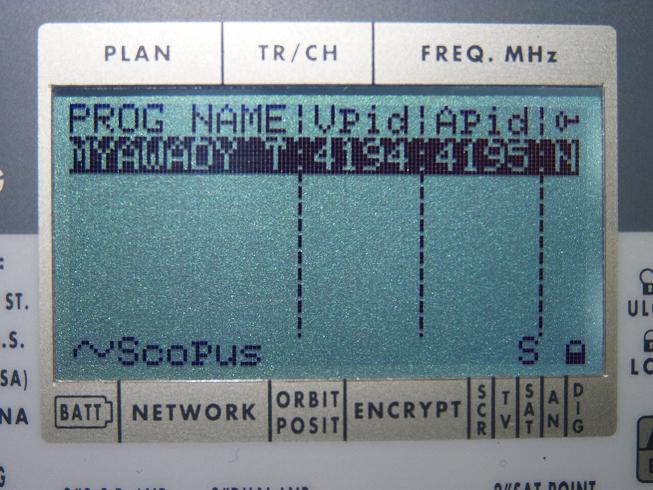 PLAN TR/CH FREQ. MHz
PROG NAME|VPid|APid|
MYAWADY T 4194 4195 N
~ScoPus S
BATT NETWORK ORBIT POSIT ENCRYPT SCR TV SAT AN DIG
ST.
.S.
SA)
NA